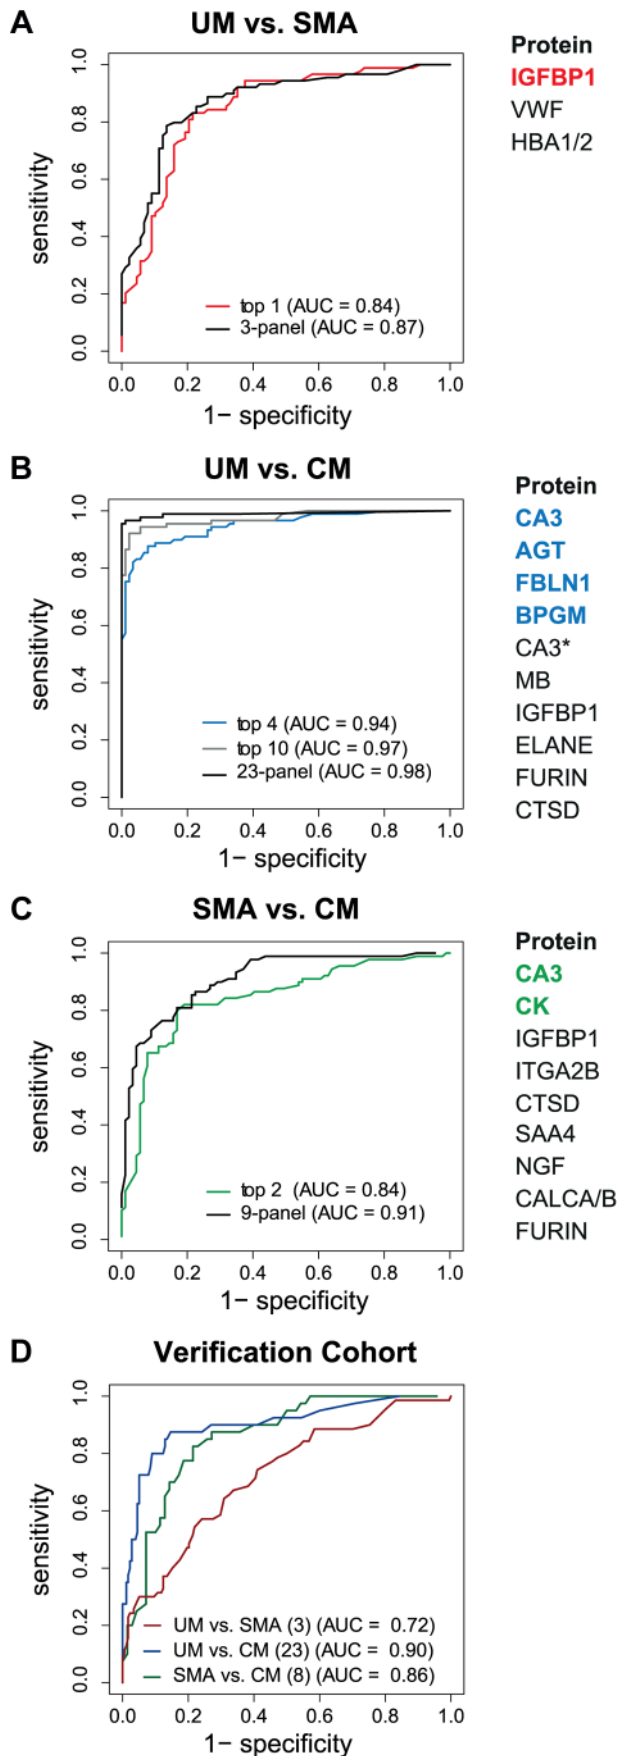 A
UM vs. SMA
1.0
0.8
0.6
0.4
0.2
0.0
sensitivity
top 1 (AUC = 0.84)
3-panel (AUC = 0.87)
0.0 0.2 0.4 0.6 0.8 1.0
1− specificity
Protein
IGFBP1
VWF
HBA1/2
B
UM vs. CM
1.0
0.8
0.6
0.4
0.2
0.0
sensitivity
top 4 (AUC = 0.94)
top 10 (AUC = 0.97)
23-panel (AUC = 0.98)
0.0 0.2 0.4 0.6 0.8 1.0
1− specificity
Protein
CA3
AGT
FBLN1
BPGM
CA3*
MB
IGFBP1
ELANE
FURIN
CTSD
C
SMA vs. CM
1.0
0.8
0.6
0.4
0.2
0.0
sensitivity
top 2 (AUC = 0.84)
9-panel (AUC = 0.91)
0.0 0.2 0.4 0.6 0.8 1.0
1− specificity
Protein
CA3
CK
IGFBP1
ITGA2B
CTSD
SAA4
NGF
CALCA/B
FURIN
D
Verification Cohort
1.0
0.8
0.6
0.4
0.2
0.0
sensitivity
UM vs. SMA (3) (AUC = 0.72)
UM vs. CM (23) (AUC = 0.90)
SMA vs. CM (8) (AUC = 0.86)
0.0 0.2 0.4 0.6 0.8 1.0
1− specificity